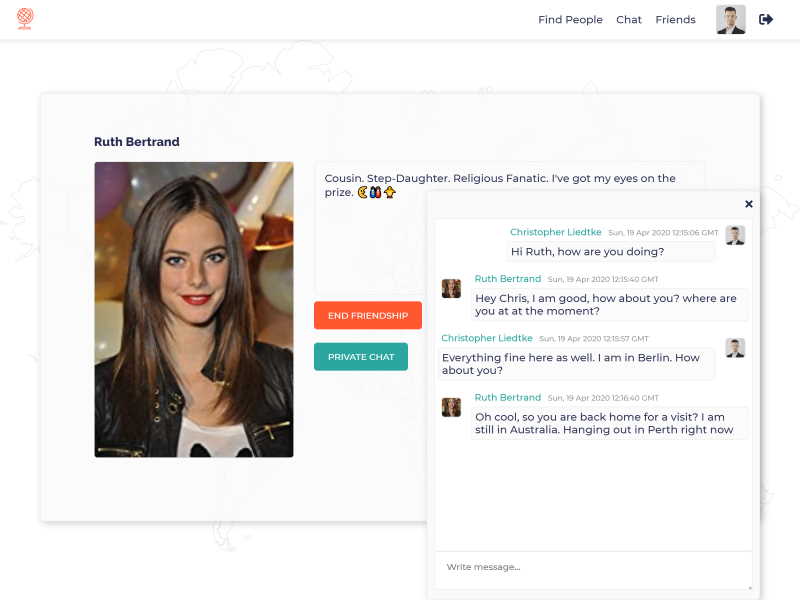 Find People Chat Friends
Ruth Bertrand
Cousin. Step-Daughter. Religious Fanatic. I've got my eyes on the
prize.
END FRIENDSHIP
PRIVATE CHAT
Christopher Liedtke Sun, 19 Apr 2020 12:15:06 GMT
Hi Ruth, how are you doing?
Ruth Bertrand Sun, 19 Apr 2020 12:15:40 GMT
Hey Chris, I am good, how about you? where are
you at at the moment?
Christopher Liedtke Sun, 19 Apr 2020 12:15:57 GMT
Everything fine here as well. I am in Berlin. How
about you?
Ruth Bertrand Sun, 19 Apr 2020 12:16:40 GMT
Oh cool, so you are back home for a visit? I am
still in Australia. Hanging out in Perth right now
Write message...